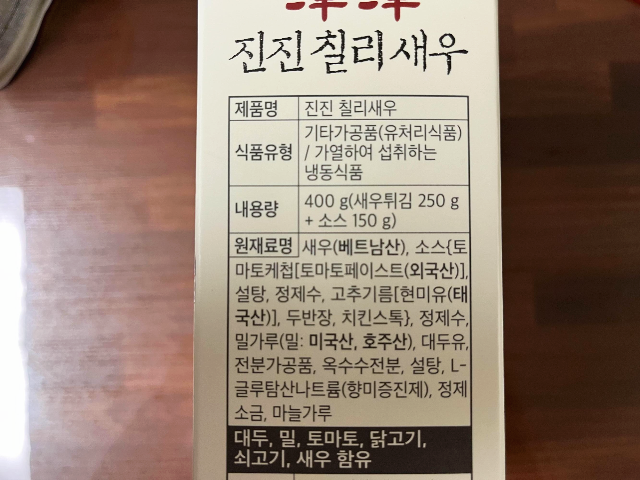 진진칠리새우
제품명 진진 칠리새우
식품유형 기타가공품(유처리식품)
/ 가열하여 섭취하는
냉동식품
내용량 400 g(새우튀김 250 g
+ 소스 150 g)
원재료명 새우(베트남산), 소스{토
마토케첩[토마토페이스트(외국산)],
설탕, 정제수, 고추기름[현미유(태
국산)], 두반장, 치킨스톡}, 정제수,
밀가루(밀: 미국산, 호주산), 대두유,
전분가공품, 옥수수전분, 설탕, L-
글루탐산나트륨(향미증진제), 정제
소금, 마늘가루
대두, 밀, 토마토, 닭고기,
쇠고기, 새우 함유